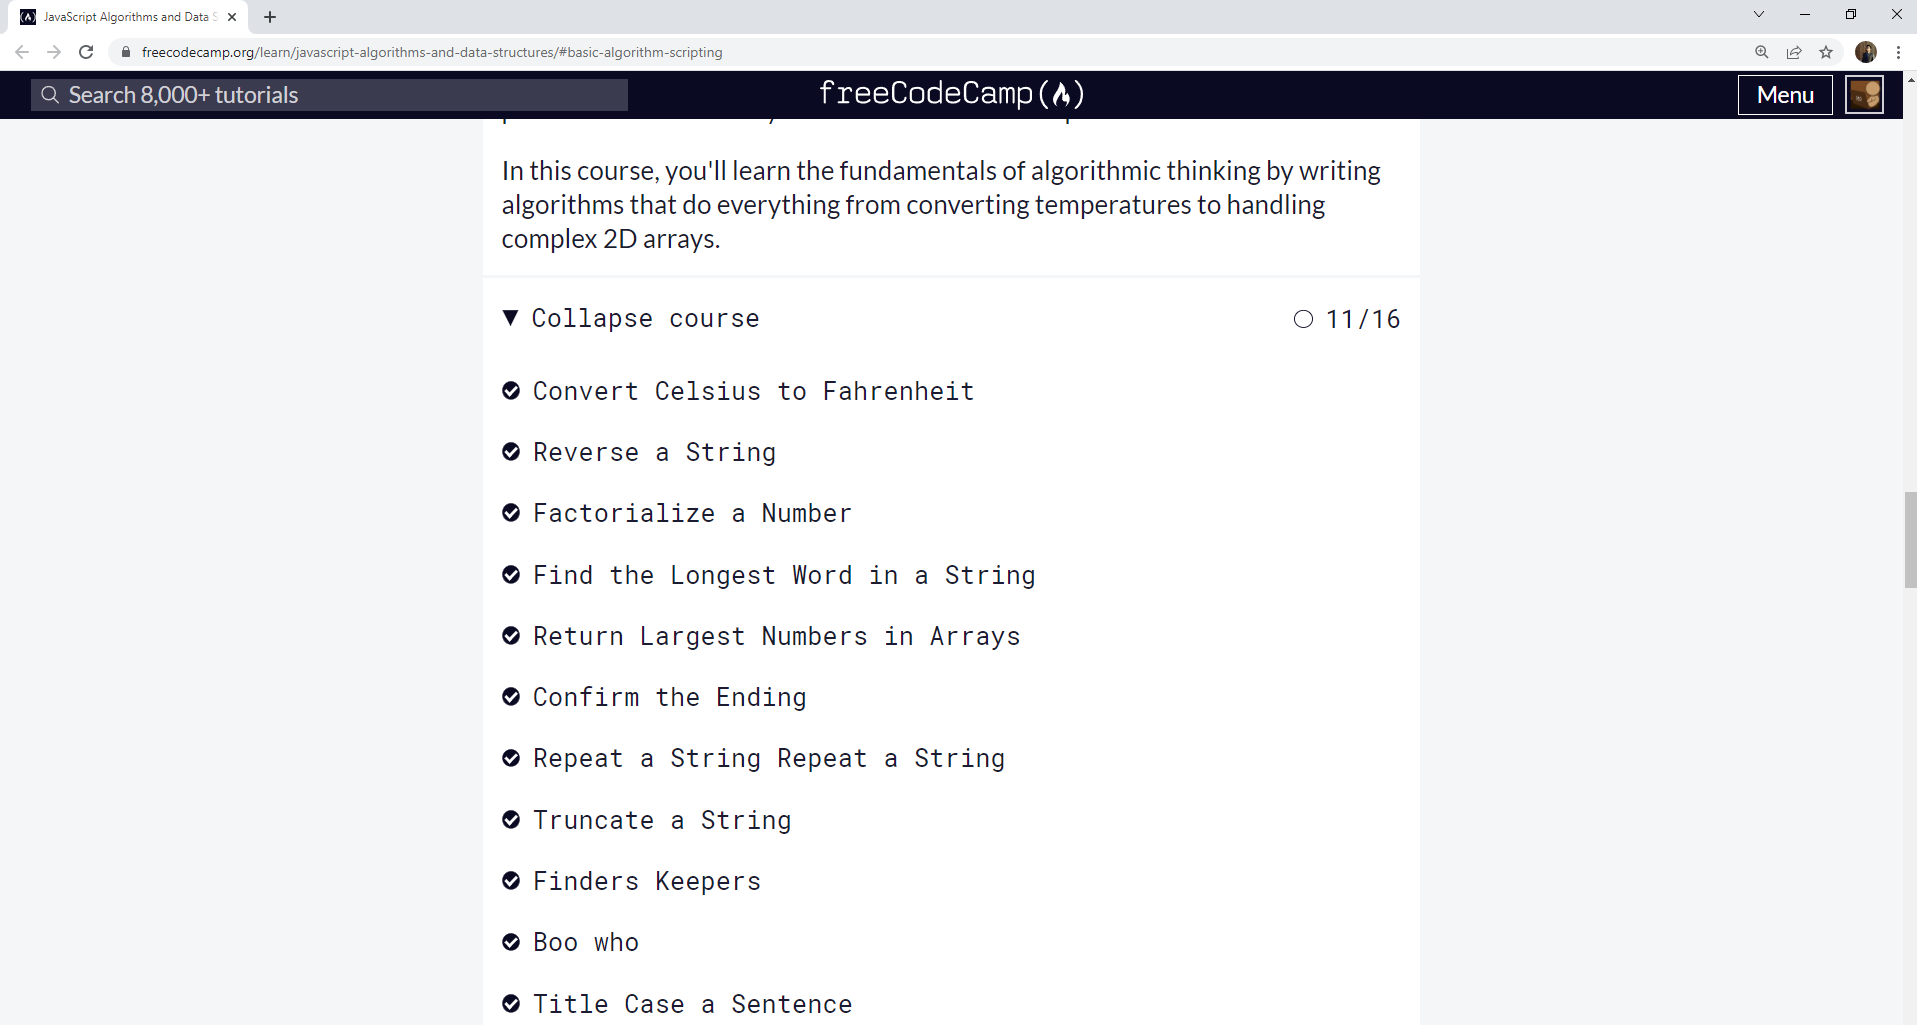 JavaScript Algorithms and Data S
freecodecamp.org/learn/javascript-algorithms-and-data-structures/#basic-algorithm-scripting
Search 8,000+ tutorials
freeCodeCamp
Menu
In this course, you'll learn the fundamentals of algorithmic thinking by writing
algorithms that do everything from converting temperatures to handling
complex 2D arrays.
Collapse course
11/16
Convert Celsius to Fahrenheit
Reverse a String
Factorialize a Number
Find the Longest Word in a String
Return Largest Numbers in Arrays
Confirm the Ending
Repeat a String Repeat a String
Truncate a String
Finders Keepers
Boo who
Title Case a Sentence